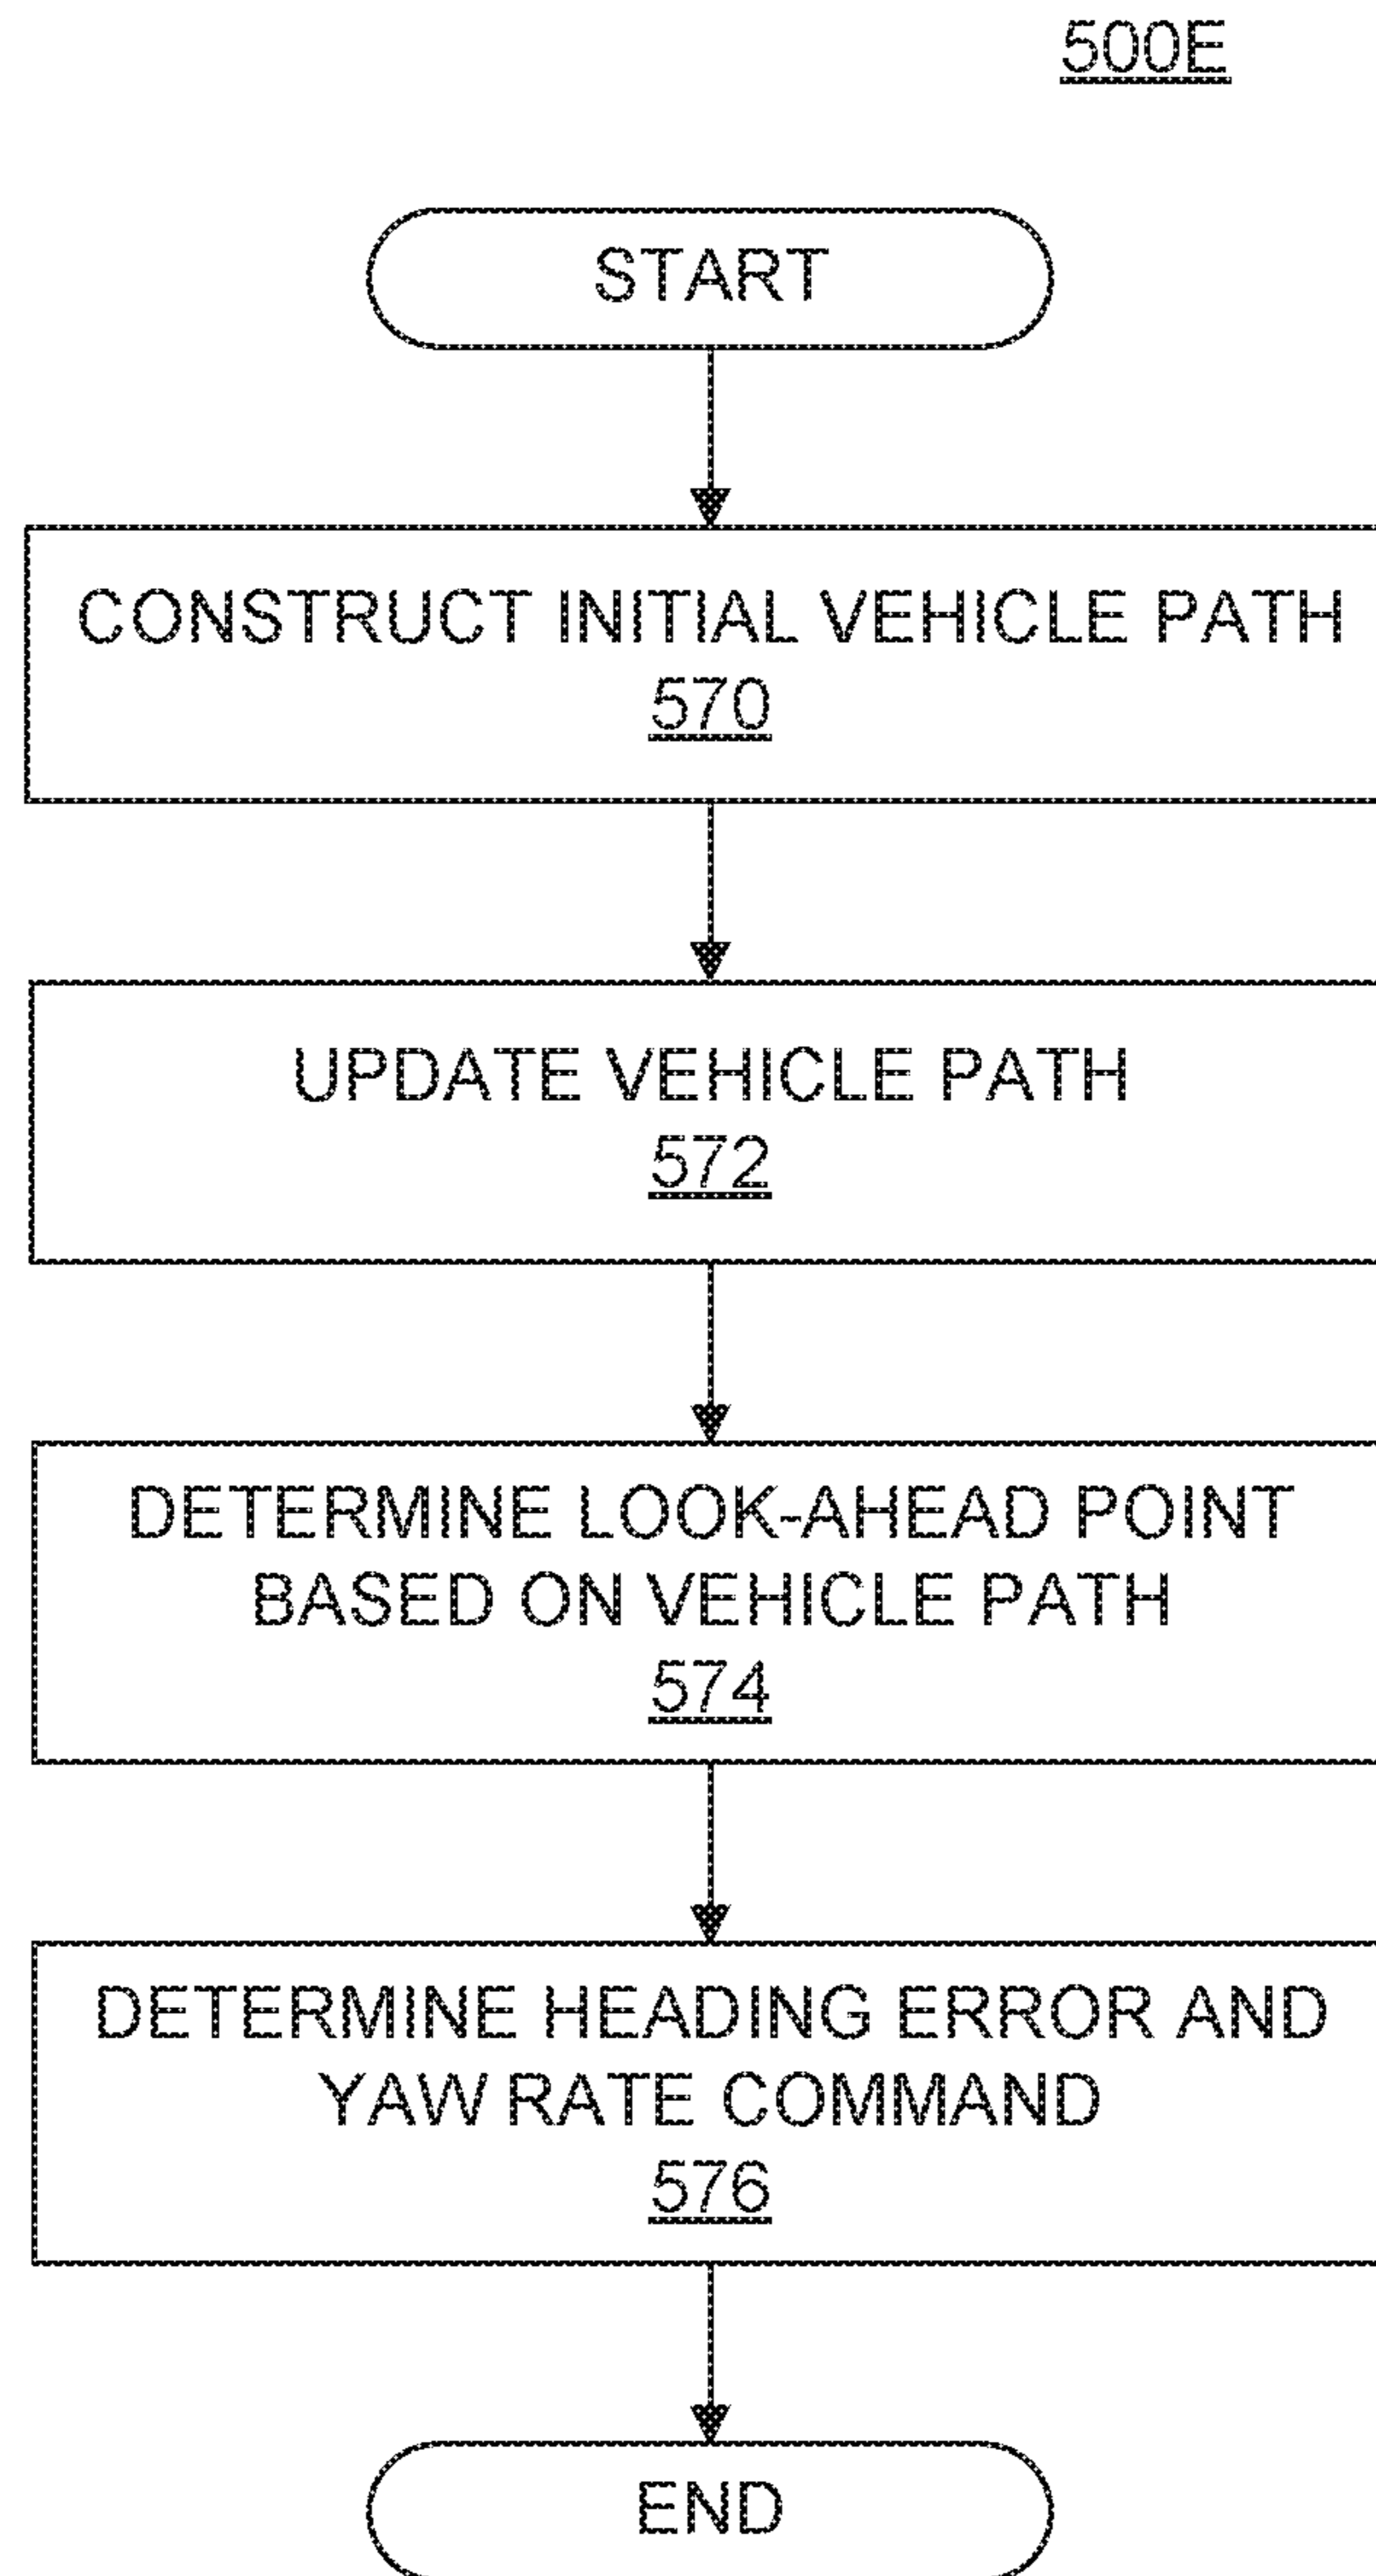 500E
START
CONSTRUCT INITIAL VEHICLE PATH
570
UPDATE VEHICLE PATH
572
DETERMINE LOOK-AHEAD POINT
BASED ON VEHICLE PATH
574
DETERMINE HEADING ERROR AND
YAW RATE COMMAND
576
END